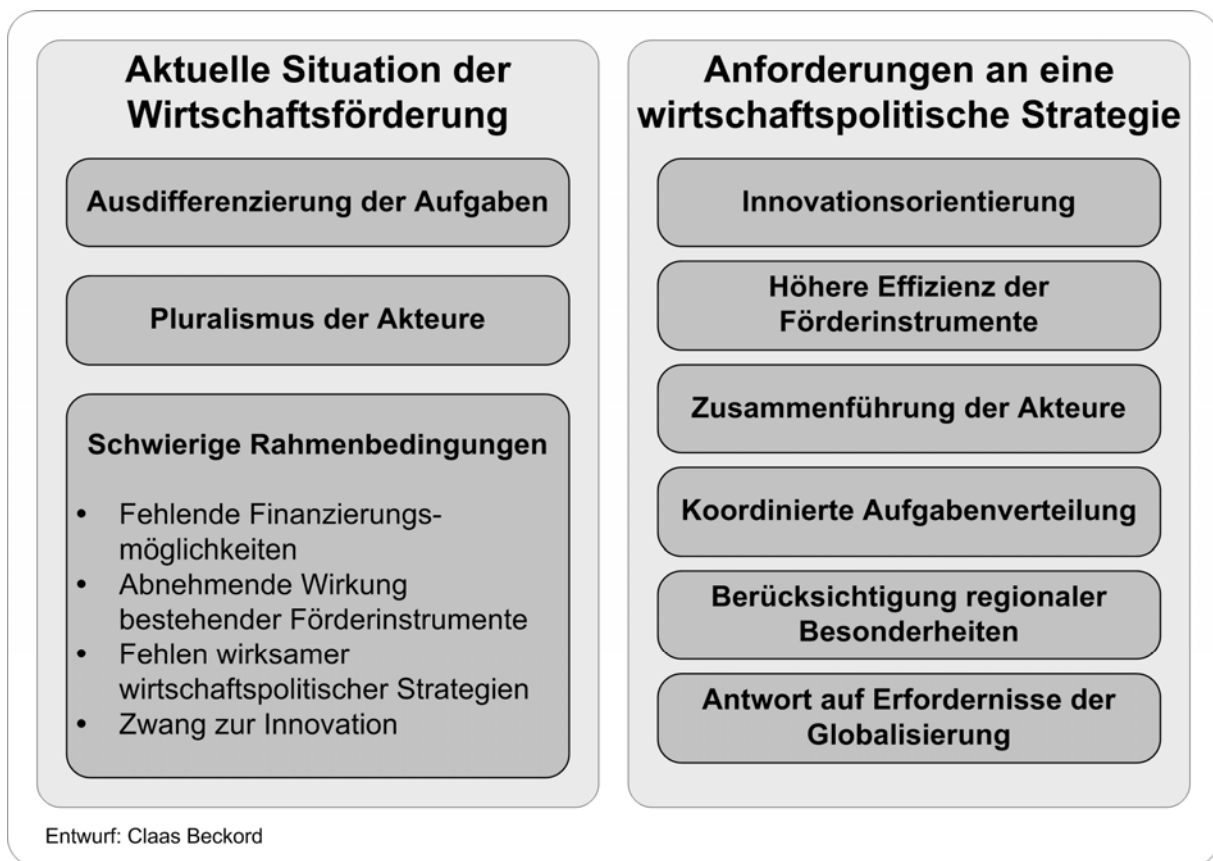 Aktuelle Situation der
Wirtschaftsförderung
Ausdifferenzierung der Aufgaben
Pluralismus der Akteure
Schwierige Rahmenbedingungen
• Fehlende Finanzierungs-
möglichkeiten
• Abnehmende Wirkung
bestehender Förderinstrumente
• Fehlen wirksamer
wirtschaftspolitischer Strategien
• Zwang zur Innovation
Anforderungen an eine
wirtschaftspolitische Strategie
Innovationsorientierung
Höhere Effizienz der
Förderinstrumente
Zusammenführung der Akteure
Koordinierte Aufgabenverteilung
Berücksichtigung regionaler
Besonderheiten
Antwort auf Erfordernisse der
Globalisierung
Entwurf: Claas Beckord